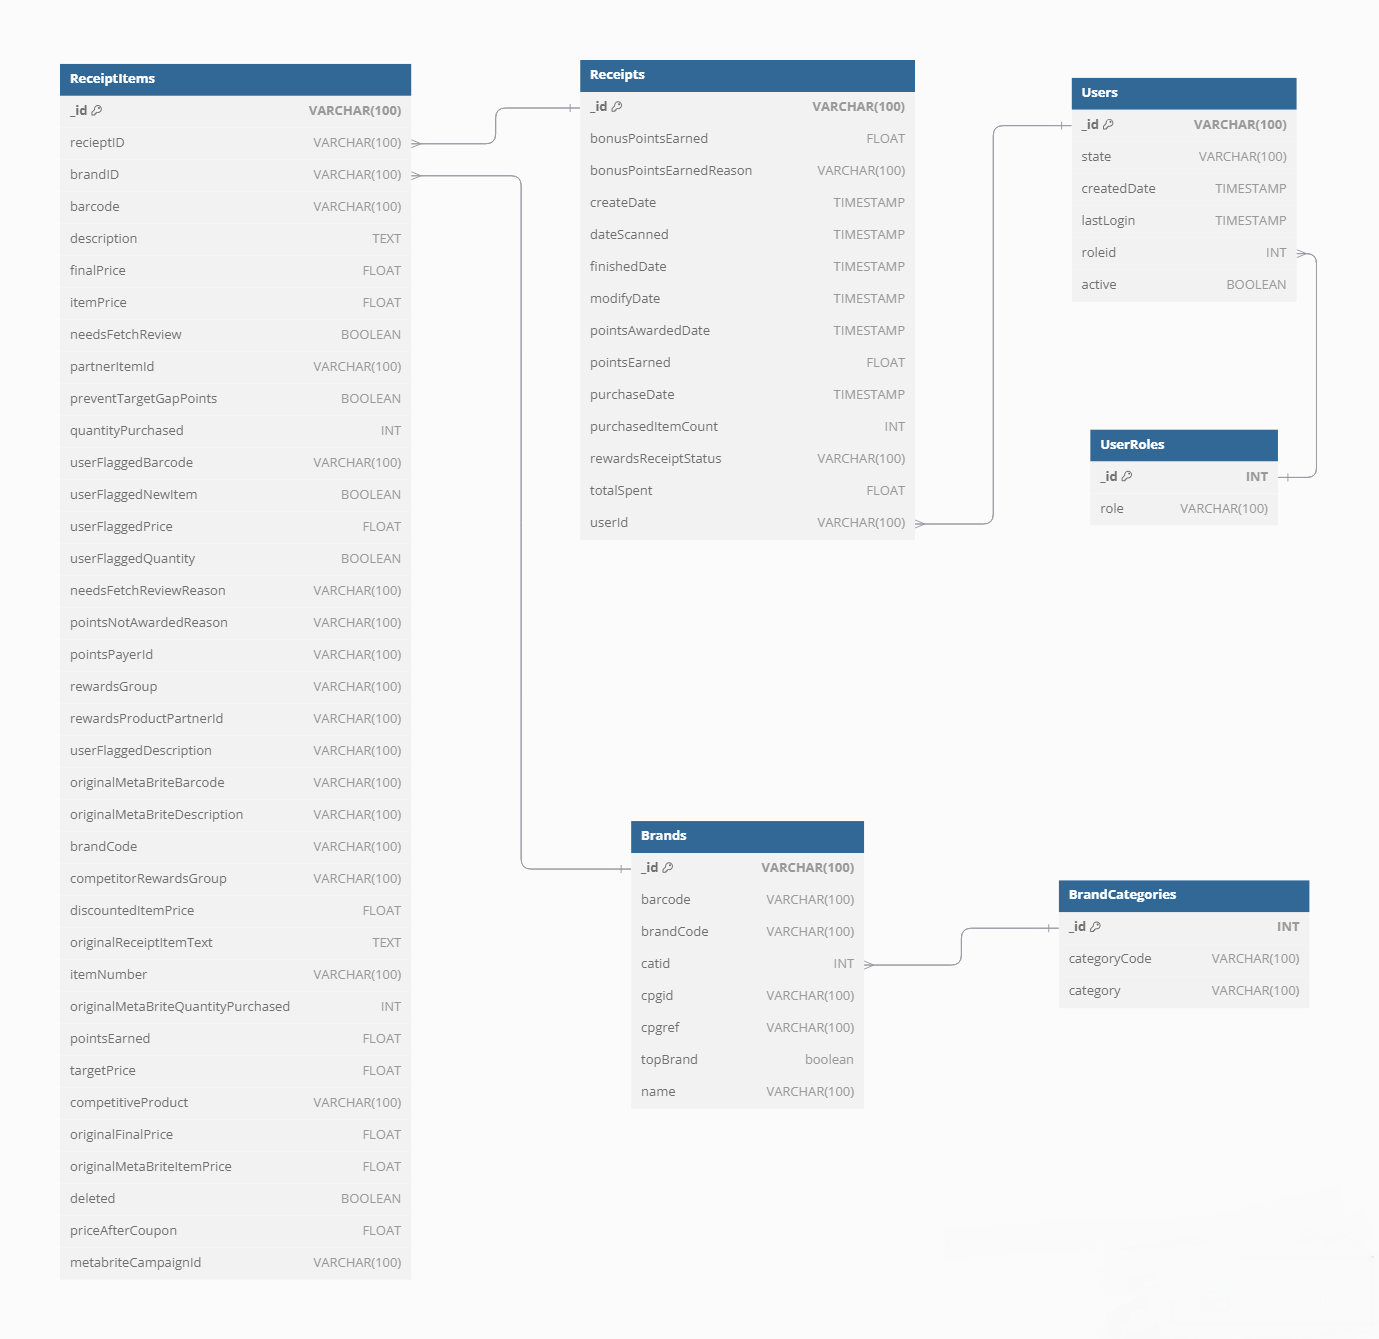 ReceiptItems
_id VARCHAR(100)
recieptID VARCHAR(100)
brandID VARCHAR(100)
barcode VARCHAR(100)
description TEXT
finalPrice FLOAT
itemPrice FLOAT
needsFetchReview BOOLEAN
partnerItemId VARCHAR(100)
preventTargetGapPoints BOOLEAN
quantityPurchased INT
userFlaggedBarcode VARCHAR(100)
userFlaggedNewItem BOOLEAN
userFlaggedPrice FLOAT
userFlaggedQuantity BOOLEAN
needsFetchReviewReason VARCHAR(100)
pointsNotAwardedReason VARCHAR(100)
pointsPayerId VARCHAR(100)
rewardsGroup VARCHAR(100)
rewardsProductPartnerId VARCHAR(100)
userFlaggedDescription VARCHAR(100)
originalMetaBriteBarcode VARCHAR(100)
originalMetaBriteDescription VARCHAR(100)
brandCode VARCHAR(100)
competitorRewardsGroup VARCHAR(100)
discountedItemPrice FLOAT
originalReceiptItemText TEXT
itemNumber VARCHAR(100)
originalMetaBriteQuantityPurchased INT
pointsEarned FLOAT
targetPrice FLOAT
competitiveProduct VARCHAR(100)
originalFinalPrice FLOAT
originalMetaBriteItemPrice FLOAT
deleted BOOLEAN
priceAfterCoupon FLOAT
metabriteCampaignId VARCHAR(100)
Receipts
_id VARCHAR(100)
bonusPointsEarned FLOAT
bonusPointsEarnedReason VARCHAR(100)
createDate TIMESTAMP
dateScanned TIMESTAMP
finishedDate TIMESTAMP
modifyDate TIMESTAMP
pointsAwardedDate TIMESTAMP
pointsEarned FLOAT
purchaseDate TIMESTAMP
purchasedItemCount INT
rewardsReceiptStatus VARCHAR(100)
totalSpent FLOAT
userId VARCHAR(100)
Users
_id VARCHAR(100)
state VARCHAR(100)
createdDate TIMESTAMP
lastLogin TIMESTAMP
roleid INT
active BOOLEAN
UserRoles
_id INT
role VARCHAR(100)
Brands
_id VARCHAR(100)
barcode VARCHAR(100)
brandCode VARCHAR(100)
catid INT
cpgid VARCHAR(100)
cpgref VARCHAR(100)
topBrand boolean
name VARCHAR(100)
BrandCategories
_id INT
categoryCode VARCHAR(100)
category VARCHAR(100)